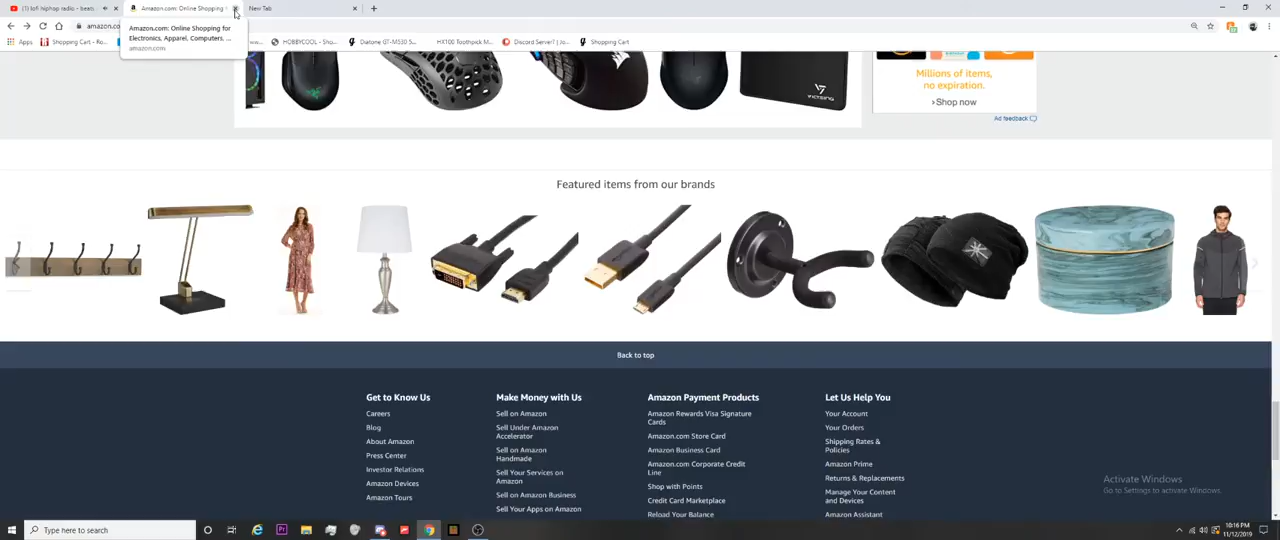 (1) lofi hiphop radio - beats
Amazon.com: Online Shopping
New Tab
amazon.co
Amazon.com: Online Shopping for
Electronics, Apparel, Computers, ...
amazon.com
Apps
Shopping Cart - Ro...
HOBBYCOOL - Shu...
Diatone GT-M530 S...
HX100 Toothpick M...
Discord Server? | Jo...
Shopping Cart
VICTSING
Millions of items,
no expiration.
›Shop now
Ad feedback
Featured items from our brands
Back to top
Get to Know Us
Careers
Blog
About Amazon
Press Center
Investor Relations
Amazon Devices
Amazon Tours
Make Money with Us
Sell on Amazon
Sell Under Amazon
Accelerator
Sell on Amazon
Handmade
Sell Your Services on
Amazon
Sell on Amazon Business
Sell Your Apps on Amazon
Amazon Payment Products
Amazon Rewards Visa Signature
Cards
Amazon.com Store Card
Amazon Business Card
Amazon.com Corporate Credit
Line
Shop with Points
Credit Card Marketplace
Reload Your Balance
Let Us Help You
Your Account
Your Orders
Shipping Rates &
Policies
Amazon Prime
Returns & Replacements
Manage Your Content
and Devices
Amazon Assistant
Activate Windows
Go to Settings to activate Windows.
Type here to search
10:16 PM
11/12/2019